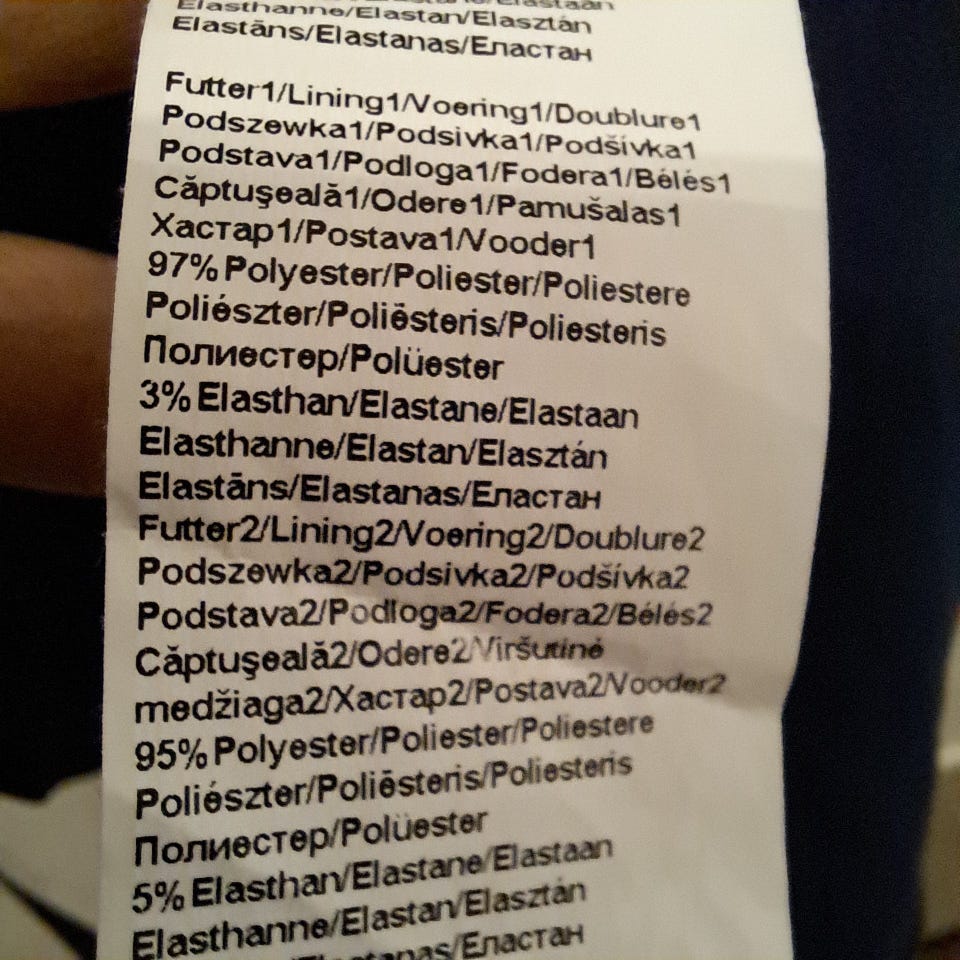 Elasthanne/Elastan/Elasztán
Elastāns/Elastanas/Еластан
Futter1/Lining1/Voering1/Doublure1
Podszewka1/Podsivka1/Podšívka1
Podstava1/Podloga1/Fodera1/Bélés1
Căptuşeală1/Odere1/Pamušalas1
Хастар1/Postava1/Vooder1
97% Polyester/Poliester/Poliestere
Poliészter/Poliēsteris/Poliesteris
Полиестер/Polüester
3% Elasthan/Elastane/Elastaan
Elasthanne/Elastan/Elasztán
Elastāns/Elastanas/Еластан
Futter2/Lining2/Voering2/Doublure2
Podszewka2/Podsivka2/Podšívka2
Podstava2/Podloga2/Fodera2/Bélés2
Căptuşeală2/Odere2/Viršutinė
medžiaga2/Хастар2/Postava2/Vooder2
95% Polyester/Poliester/Poliestere
Poliészter/Poliēsteris/Poliesteris
Полиестер/Polüester
5% Elasthan/Elastane/Elastaan
Elasthanne/Elastan/Elasztán
Elastanas/Еластан